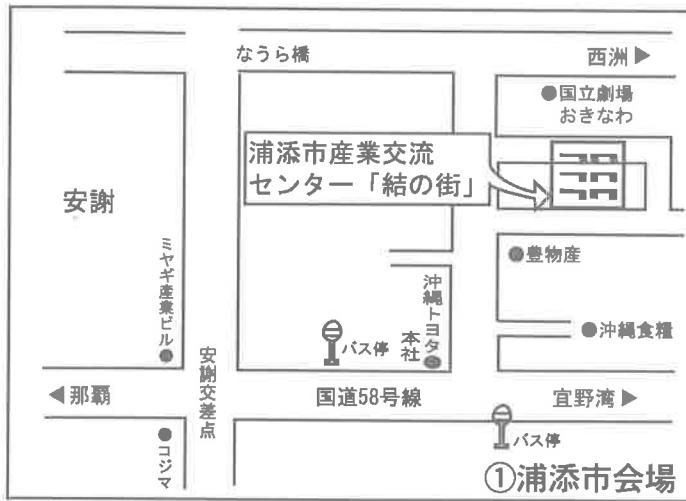 なうら橋
西洲▶
●国立劇場
おきなわ
浦添市産業交流
センター「結の街」
安謝
ミヤギ産業ビル●
●豊物産
沖縄トヨタ●
本社
●沖縄食糧
バス停
安謝交差点
◀那覇
国道58号線
宜野湾▶
バス停
●コジマ
①浦添市会場